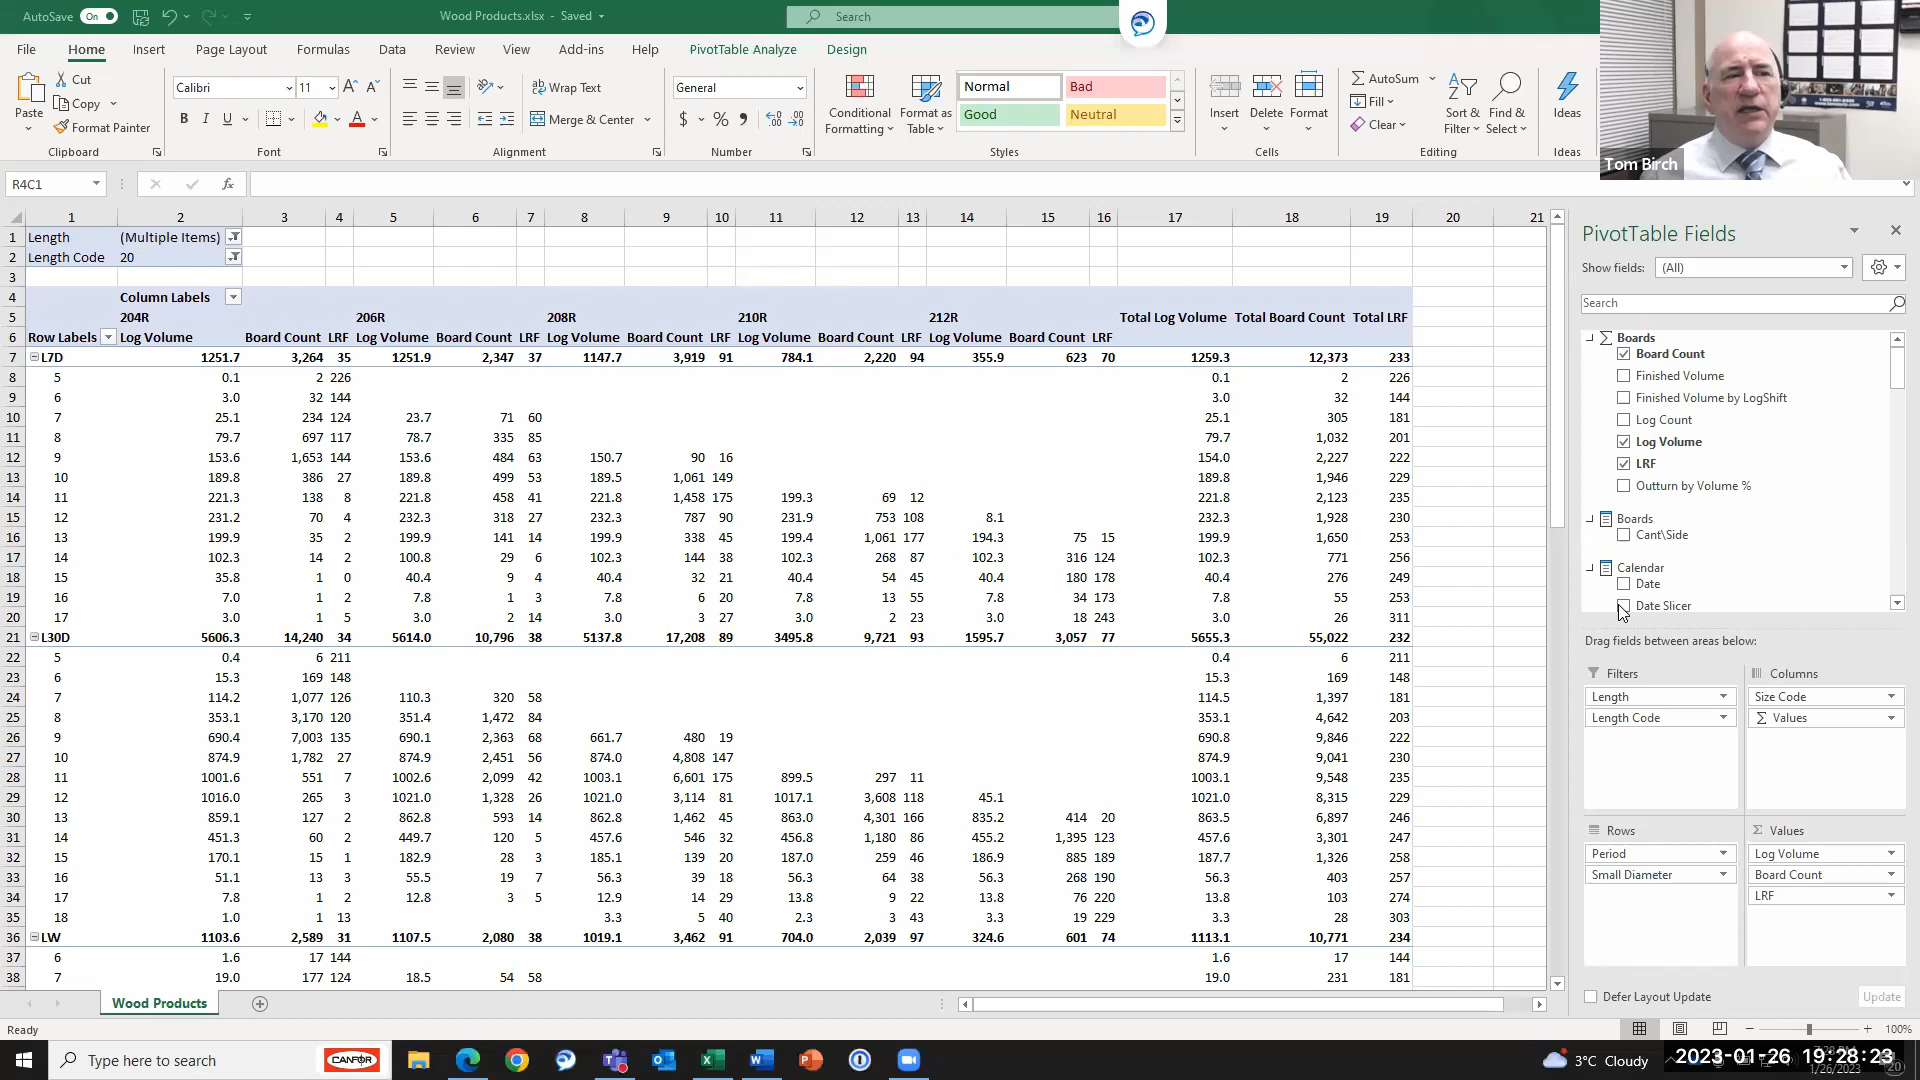 AutoSave On Wood Products.xlsx - Saved Search
File Home Insert Page Layout Formulas Data Review View Add-ins Help PivotTable Analyze Design
Paste Cut Copy Format Painter
Calibri 11 Wrap Text General Normal Bad AutoSum
B I U Merge & Center $ % Good Neutral Fill Clear
Conditional Formatting Format as Table Insert Delete Format Sort & Filter Find & Select Ideas
Clipboard Font Alignment Number Styles Cells Editing Ideas
Tom Birch
R4C1 fx
1 2 3 4 5 6 7 8 9 10 11 12 13 14 15 16 17 18 19 20 21
1 Length (Multiple Items)
2 Length Code 20
3
4 Column Labels
5 204R 206R 208R 210R 212R Total Log Volume Total Board Count Total LRF
6 Row Labels Log Volume Board Count LRF Log Volume Board Count LRF Log Volume Board Count LRF Log Volume Board Count LRF Log Volume Board Count LRF
7 L7D 1251.7 3,264 35 1251.9 2,347 37 1147.7 3,919 91 784.1 2,220 94 355.9 623 70 1259.3 12,373 233
8 5 0.1 2 226 0.1 2 226
9 6 3.0 32 144 3.0 32 144
10 7 25.1 234 124 23.7 71 60 25.1 305 181
11 8 79.7 697 117 78.7 335 85 79.7 1,032 201
12 9 153.6 1,653 144 153.6 484 63 150.7 90 16 154.0 2,227 222
13 10 189.8 386 27 189.8 499 53 189.5 1,061 149 189.8 1,946 229
14 11 221.3 138 8 221.8 458 41 221.8 1,458 175 199.3 69 12 221.8 2,123 235
15 12 231.2 70 4 232.3 318 27 232.3 787 90 231.9 753 108 8.1 232.3 1,928 230
16 13 199.9 35 2 199.9 141 14 199.9 338 45 199.4 1,061 177 194.3 75 15 199.9 1,650 253
17 14 102.3 14 2 100.8 29 6 102.3 144 38 102.3 268 87 102.3 316 124 102.3 771 256
18 15 35.8 1 0 40.4 9 4 40.4 32 21 40.4 54 45 40.4 180 178 40.4 276 249
19 16 7.0 1 2 7.8 1 3 7.8 6 20 7.8 13 55 7.8 34 173 7.8 55 253
20 17 3.0 1 5 3.0 2 14 3.0 3 27 3.0 2 23 3.0 18 243 3.0 26 311
21 L30D 5606.3 14,240 34 5614.0 10,796 38 5137.8 17,208 89 3495.8 9,721 93 1595.7 3,057 77 5655.3 55,022 232
22 5 0.4 6 211 0.4 6 211
23 6 15.3 169 148 15.3 169 148
24 7 114.2 1,077 126 110.3 320 58 114.5 1,397 181
25 8 353.1 3,170 120 351.4 1,472 84 353.1 4,642 203
26 9 690.4 7,003 135 690.1 2,363 68 661.7 480 19 690.8 9,846 222
27 10 874.9 1,782 27 874.9 2,451 56 874.0 4,808 147 874.9 9,041 230
28 11 1001.6 551 7 1002.6 2,099 42 1003.1 6,601 175 899.5 297 11 1003.1 9,548 235
29 12 1016.0 265 3 1021.0 1,328 26 1021.0 3,114 81 1017.1 3,608 118 45.1 1021.0 8,315 229
30 13 859.1 127 2 862.8 593 14 862.8 1,462 45 863.0 4,301 166 835.2 414 20 863.5 6,897 246
31 14 451.3 60 2 449.7 120 5 457.6 546 32 456.8 1,180 86 455.2 1,395 123 457.6 3,301 247
32 15 170.1 15 1 182.9 28 3 185.1 139 20 187.0 259 46 186.9 885 189 187.7 1,326 258
33 16 51.1 13 3 55.5 19 7 56.3 39 18 56.3 64 38 56.3 268 190 56.3 403 257
34 17 7.8 1 2 12.8 3 5 12.9 14 29 13.8 9 22 13.8 76 220 13.8 103 274
35 18 1.0 1 13 3.3 5 40 2.3 3 43 3.3 19 229 3.3 28 303
36 LW 1103.6 2,589 31 1107.5 2,080 38 1019.1 3,462 91 704.0 2,039 97 324.6 601 74 1113.1 10,771 234
37 6 1.6 17 144 1.6 17 144
38 7 19.0 177 124 18.5 54 58 19.0 231 181
PivotTable Fields
Show fields: (All)
Search
Boards
Board Count
Finished Volume
Finished Volume by LogShift
Log Count
Log Volume
LRF
Outturn by Volume %
Boards
Cant\Side
Calendar
Date
Date Slicer
Drag fields between areas below:
Filters Columns
Length Size Code
Length Code Σ Values
Rows Σ Values
Period Log Volume
Small Diameter Board Count
LRF
Defer Layout Update Update
Wood Products
Ready 100%
Type here to search CANFOR 3°C Cloudy 2023-01-26 19:28:23
1/26/2023 20